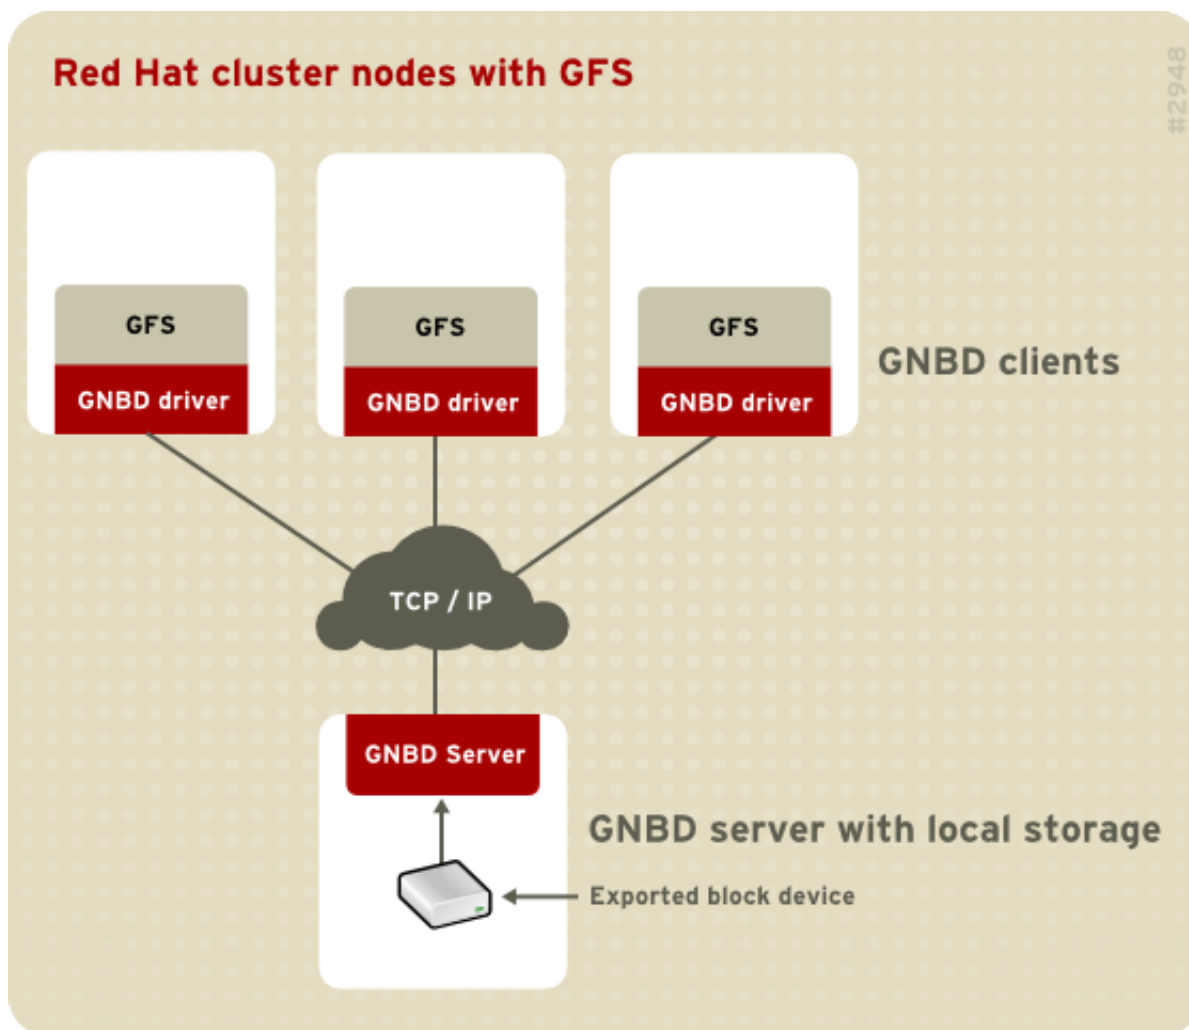 Red Hat cluster nodes with GFS
#2948
GFS
GFS
GFS
GNBD driver
GNBD driver
GNBD driver
GNBD clients
TCP / IP
GNBD Server
GNBD server with local storage
Exported block device